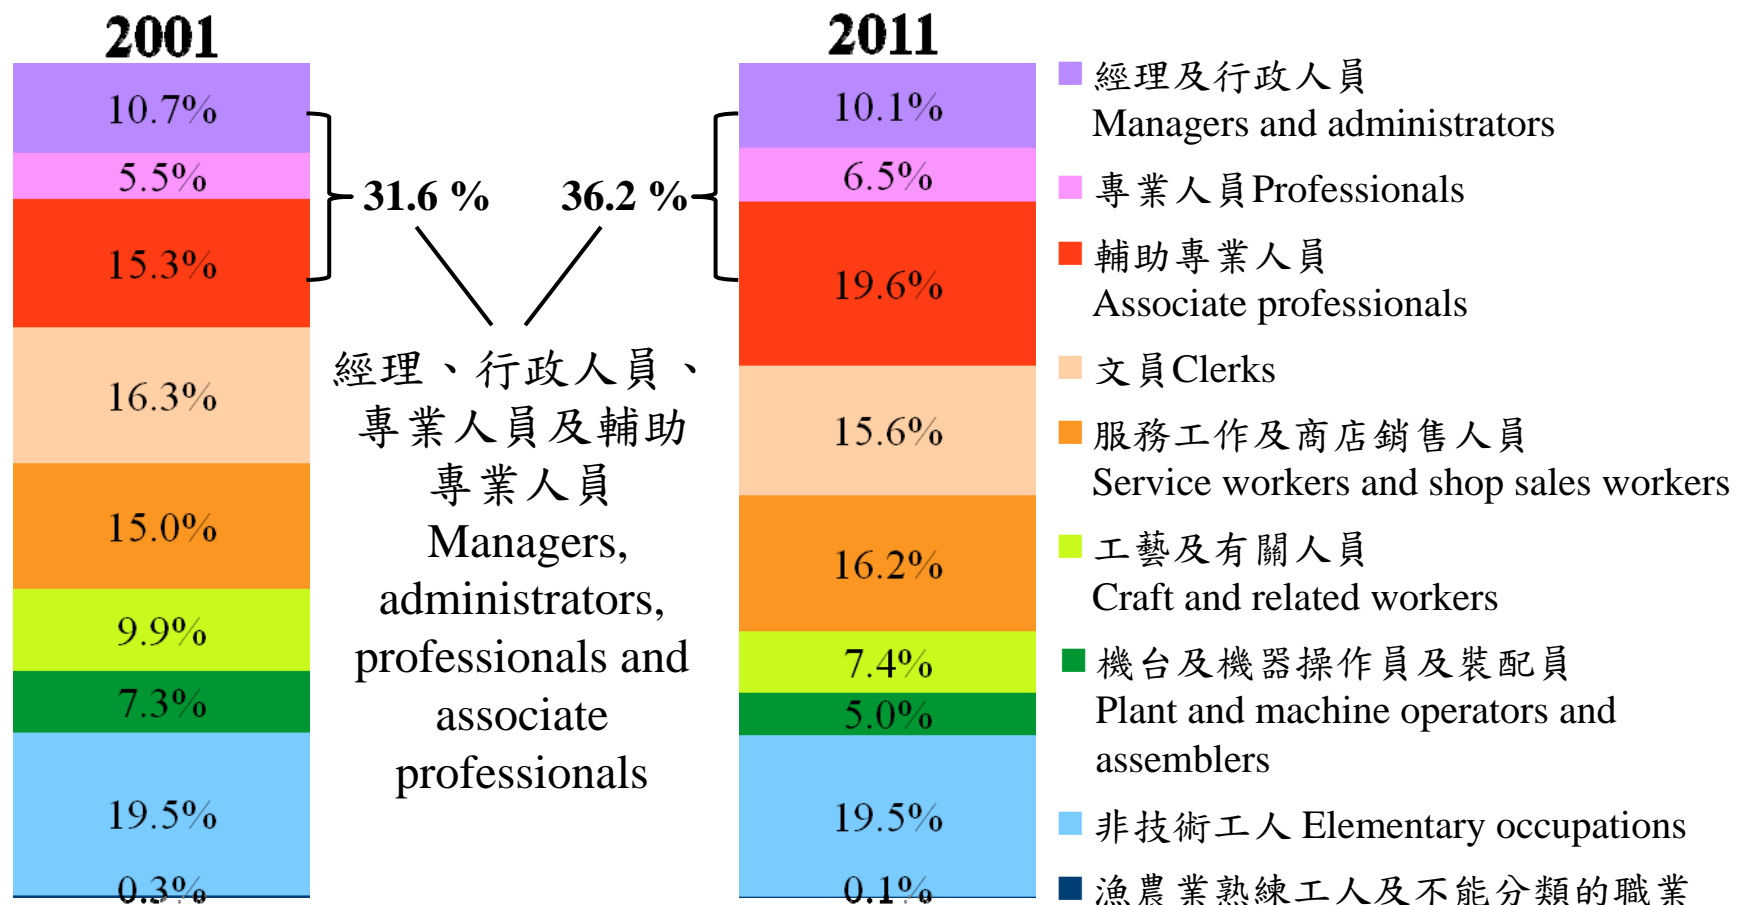 2001
10.7%
5.5%
15.3%
16.3%
15.0%
9.9%
7.3%
19.5%
0.3%
31.6 %
36.2 %
經理、行政人員、
專業人員及輔助
專業人員
Managers,
administrators,
professionals and
associate
professionals
2011
10.1%
6.5%
19.6%
15.6%
16.2%
7.4%
5.0%
19.5%
0.1%
經理及行政人員
Managers and administrators
專業人員Professionals
輔助專業人員
Associate professionals
文員Clerks
服務工作及商店銷售人員
Service workers and shop sales workers
工藝及有關人員
Craft and related workers
機台及機器操作員及裝配員
Plant and machine operators and
assemblers
非技術工人 Elementary occupations
漁農業熟練工人及不能分類的職業